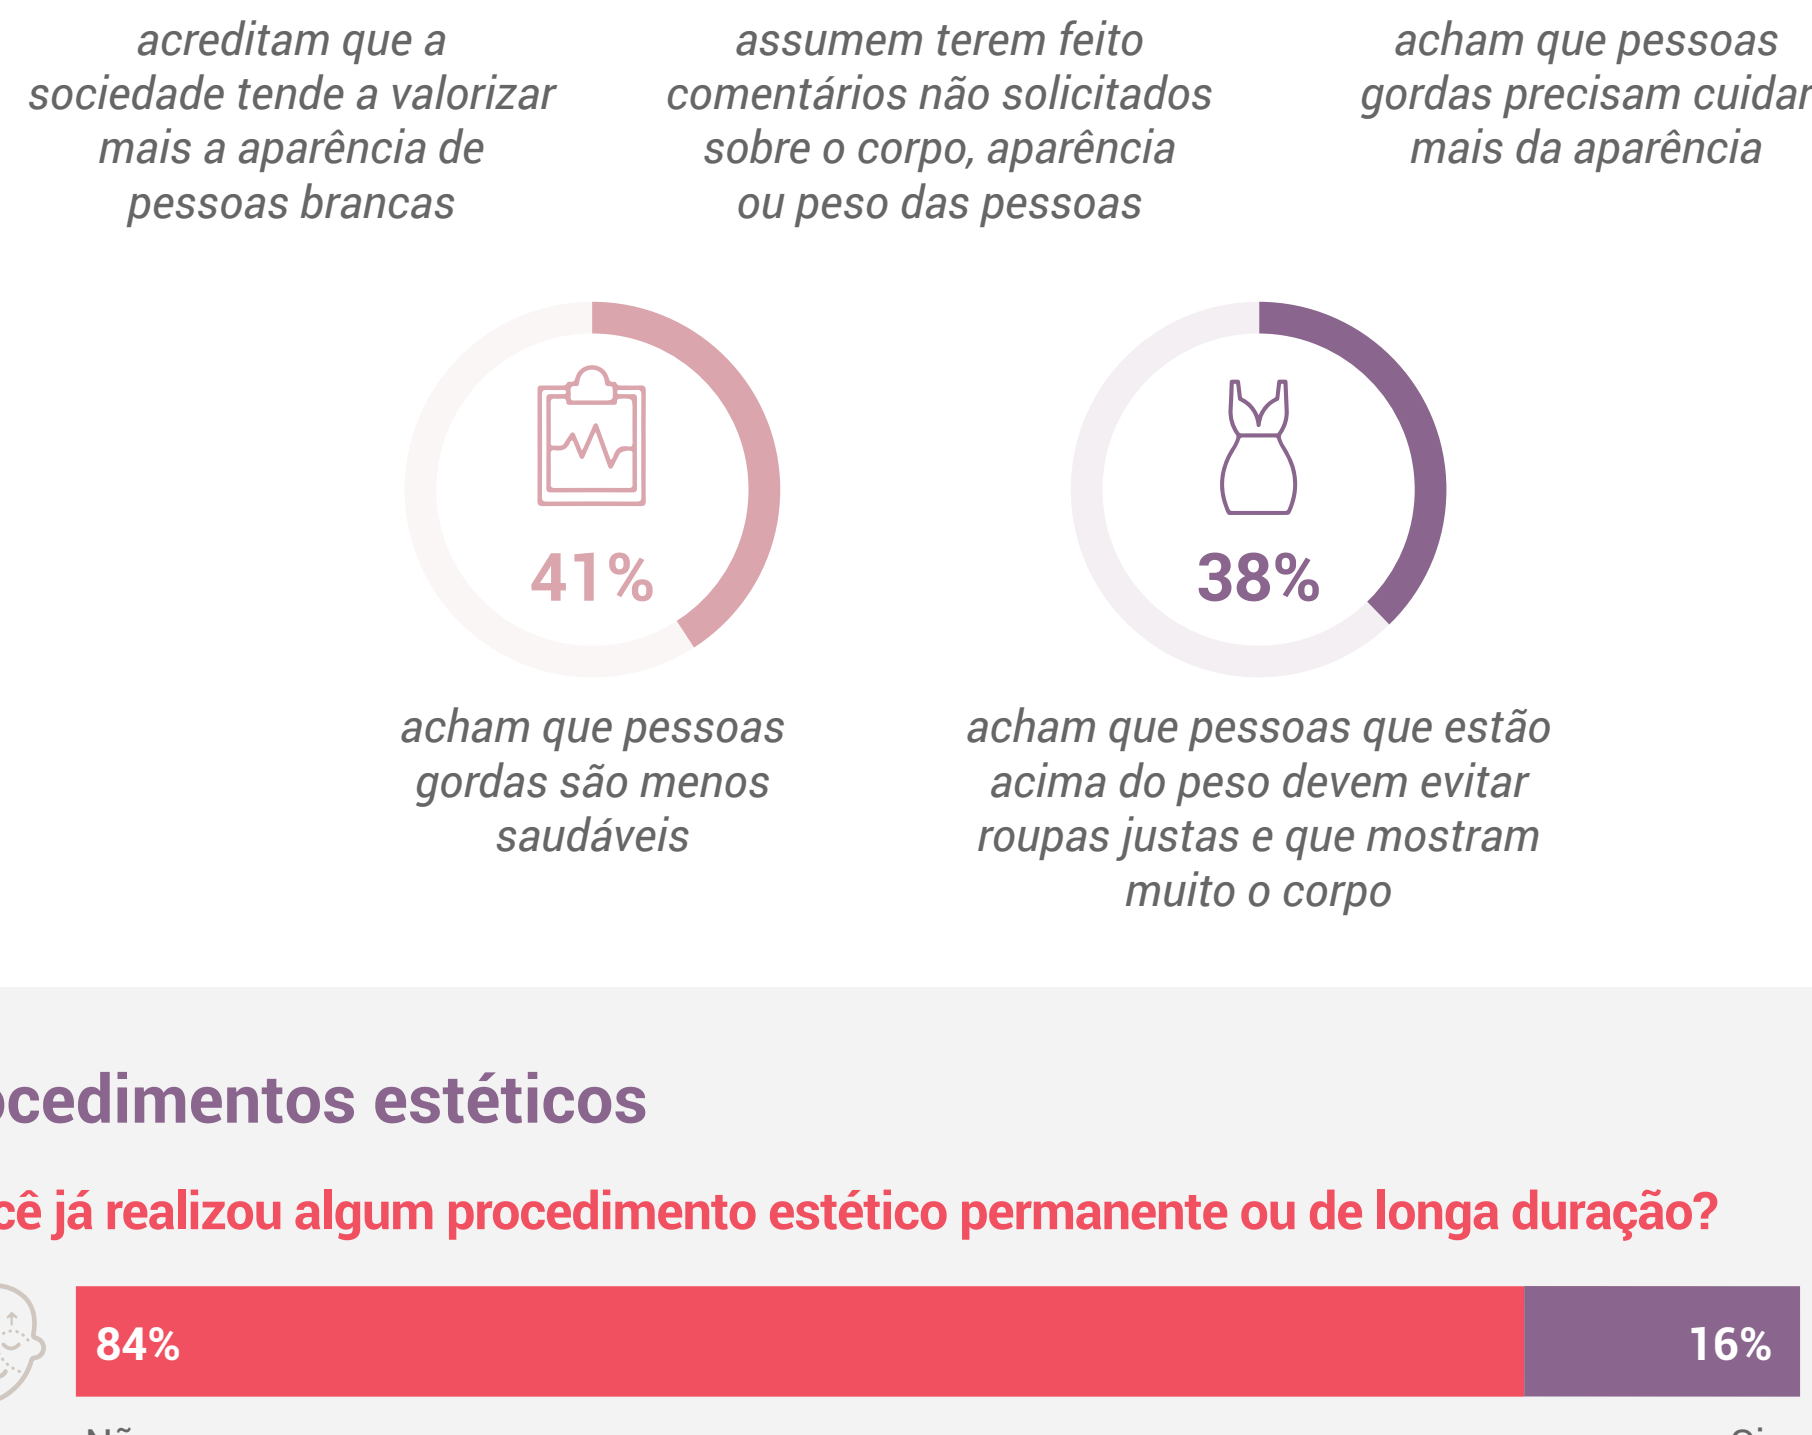 acreditam que a
sociedade tende a valorizar
mais a aparência de
pessoas brancas
assumem terem feito
comentários não solicitados
sobre o corpo, aparência
ou peso das pessoas
acham que pessoas
gordas precisam cuidar
mais da aparência
41%
acham que pessoas
gordas são menos
saudáveis
38%
acham que pessoas que estão
acima do peso devem evitar
roupas justas e que mostram
muito o corpo
ocedimentos estéticos
cê já realizou algum procedimento estético permanente ou de longa duração?
84%
16%